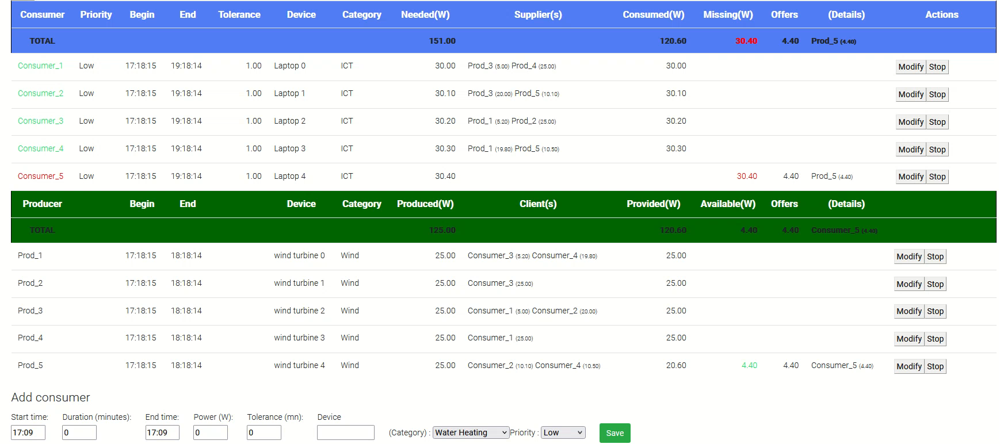 Consumer Priority Begin End Tolerance Device Category Needed(W) Supplier(s) Consumed(W) Missing(W) Offers (Details) Actions
TOTAL 151.00 120.60 30.40 4.40 Prod_5 (4.40)
Consumer_1 Low 17:18:15 19:18:14 1.00 Laptop 0 ICT 30.00 Prod_3 (5.00) Prod_4 (25.00) 30.00 Modify Stop
Consumer_2 Low 17:18:15 19:18:14 1.00 Laptop 1 ICT 30.10 Prod_3 (20.00) Prod_5 (10.10) 30.10 Modify Stop
Consumer_3 Low 17:18:15 19:18:14 1.00 Laptop 2 ICT 30.20 Prod_1 (5.20) Prod_2 (25.00) 30.20 Modify Stop
Consumer_4 Low 17:18:15 19:18:14 1.00 Laptop 3 ICT 30.30 Prod_1 (19.80) Prod_5 (10.50) 30.30 Modify Stop
Consumer_5 Low 17:18:15 19:18:14 1.00 Laptop 4 ICT 30.40 30.40 4.40 Prod_5 (4.40) Modify Stop
Producer Begin End Device Category Produced(W) Client(s) Provided(W) Available(W) Offers (Details)
TOTAL 125.00 120.60 4.40 4.40 Consumer_5 (4.40)
Prod_1 17:18:15 18:18:14 wind turbine 0 Wind 25.00 Consumer_3 (5.20) Consumer_4 (19.80) 25.00 Modify Stop
Prod_2 17:18:15 18:18:14 wind turbine 1 Wind 25.00 Consumer_3 (25.00) 25.00 Modify Stop
Prod_3 17:18:15 18:18:14 wind turbine 2 Wind 25.00 Consumer_1 (5.00) Consumer_2 (20.00) 25.00 Modify Stop
Prod_4 17:18:15 18:18:14 wind turbine 3 Wind 25.00 Consumer_1 (25.00) 25.00 Modify Stop
Prod_5 17:18:15 18:18:14 wind turbine 4 Wind 25.00 Consumer_2 (10.10) Consumer_4 (10.50) 20.60 4.40 4.40 Consumer_5 (4.40) Modify Stop
Add consumer
Start time: Duration (minutes): End time: Power (W): Tolerance (mn): Device
17:09 0 17:09 0 0 (Category) : Water Heating Priority : Low Save